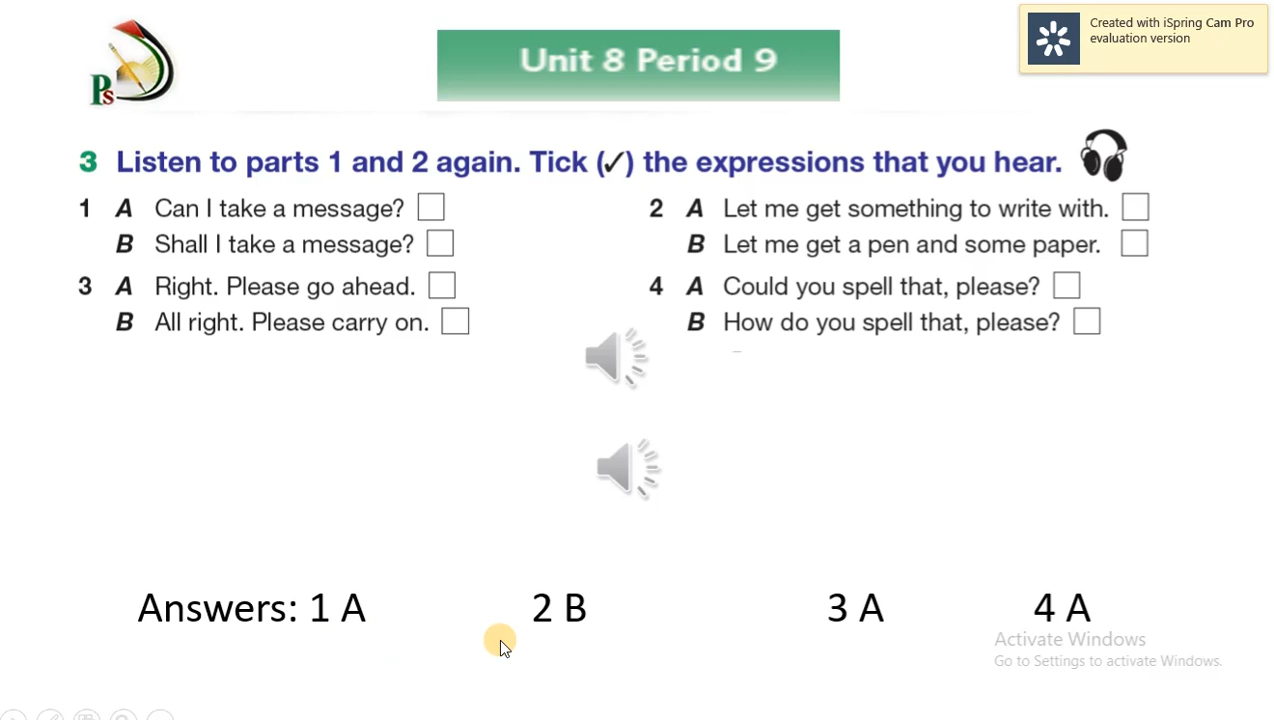 Created with iSpring Cam Pro
evaluation version
Ps
Unit 8 Period 9
3 Listen to parts 1 and 2 again. Tick (✓) the expressions that you hear.
1 A Can I take a message?
B Shall I take a message?
2 A Let me get something to write with.
B Let me get a pen and some paper.
3 A Right. Please go ahead.
B All right. Please carry on.
4 A Could you spell that, please?
B How do you spell that, please?
Answers: 1 A 2 B 3 A 4 A
Activate Windows
Go to Settings to activate Windows.